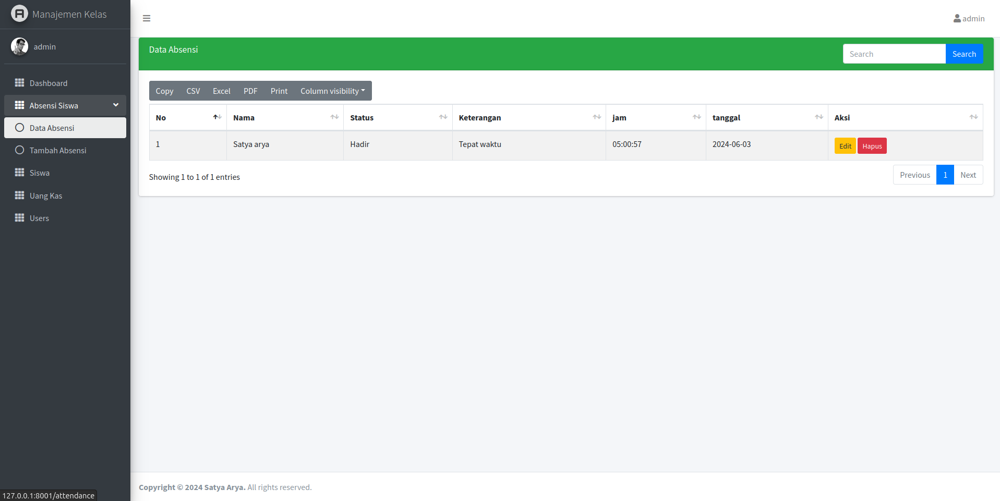 Manajemen Kelas
admin
Dashboard
Absensi Siswa
Data Absensi
Tambah Absensi
Siswa
Uang Kas
Users
admin
Data Absensi
Search Search
Copy CSV Excel PDF Print Column visibility
No Nama Status Keterangan jam tanggal Aksi
1 Satya arya Hadir Tepat waktu 05:00:57 2024-06-03 Edit Hapus
Showing 1 to 1 of 1 entries
Previous 1 Next
Copyright © 2024 Satya Arya. All rights reserved.
127.0.0.1:8001/attendance